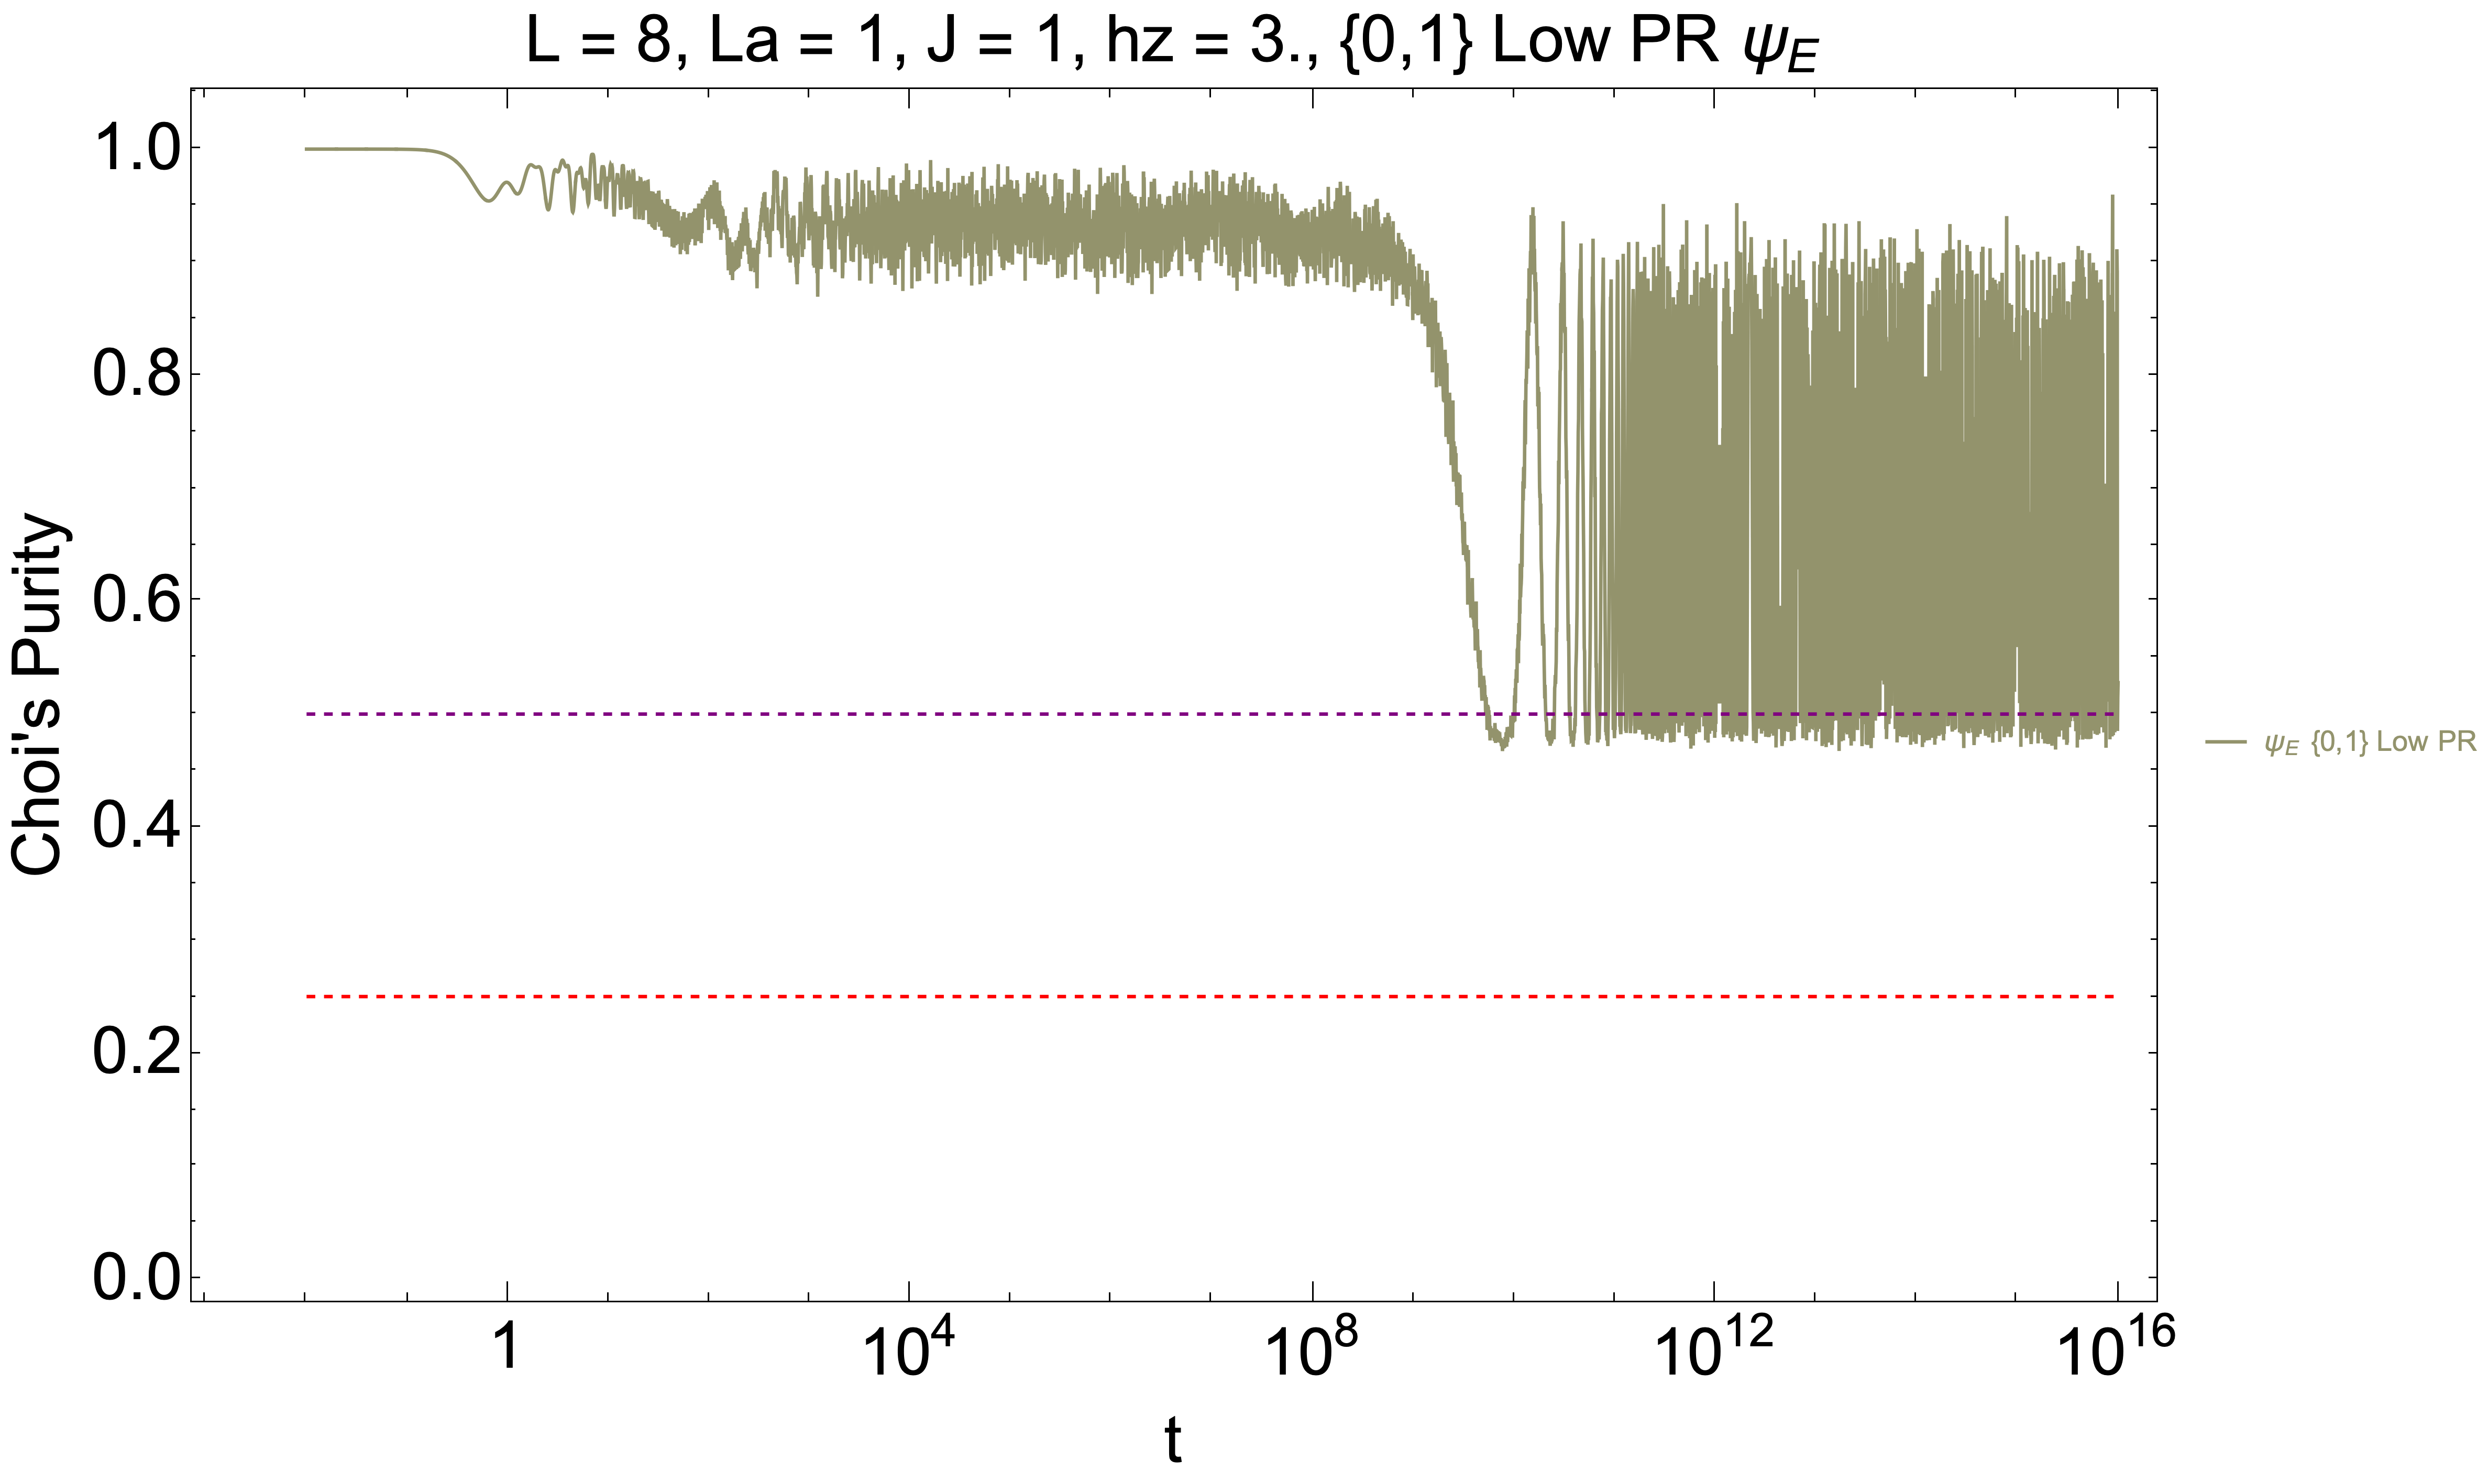 L = 8, La = 1, J = 1, hz = 3., {0,1} Low PR ψE
Choi's Purity
1.0
0.8
0.6
0.4
0.2
0.0
1
10^4
10^8
10^12
10^16
t
ψE {0,1} Low PR